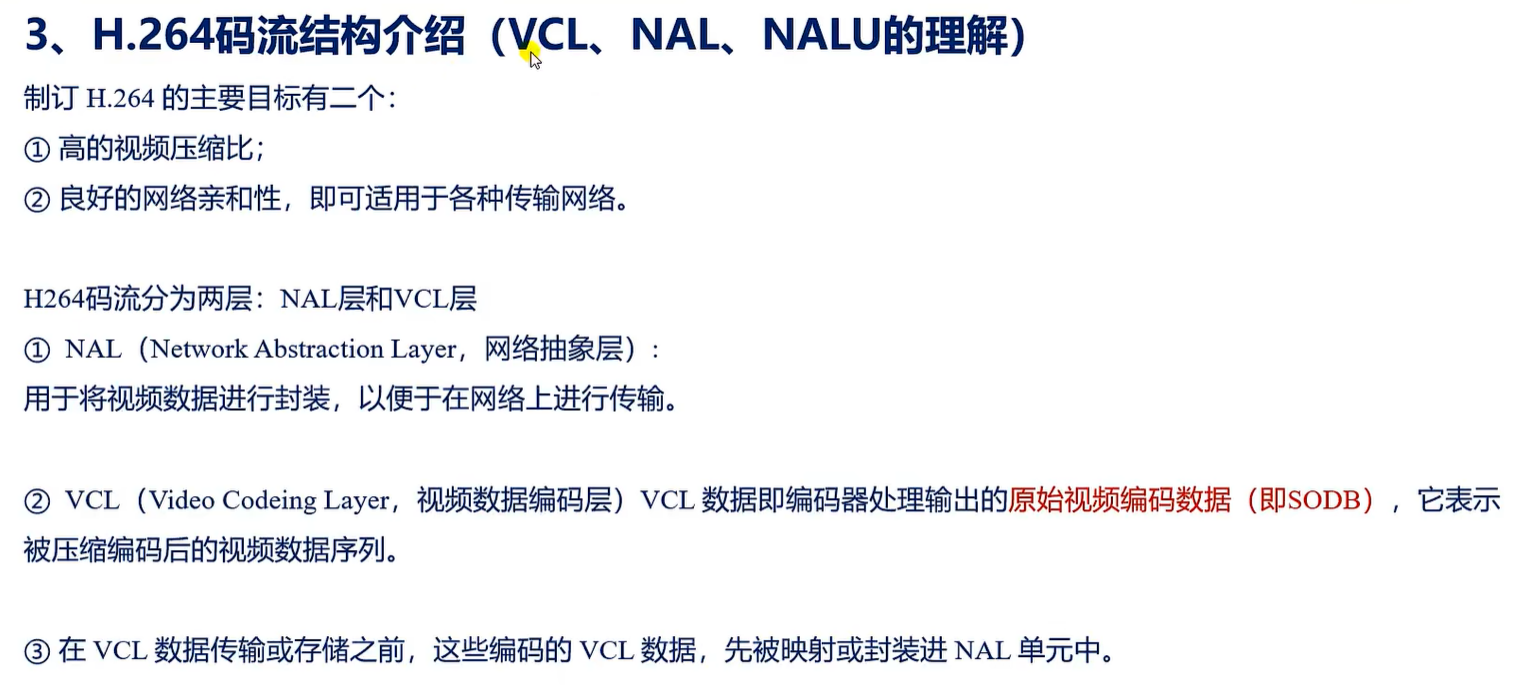 3、H.264码流结构介绍（VCL、NAL、NALU的理解）
制订 H.264 的主要目标有二个：
① 高的视频压缩比；
② 良好的网络亲和性，即可适用于各种传输网络。
H264码流分为两层：NAL层和VCL层
① NAL（Network Abstraction Layer，网络抽象层）:
用于将视频数据进行封装，以便于在网络上进行传输。
② VCL（Video Codeing Layer，视频数据编码层）VCL 数据即编码器处理输出的原始视频编码数据（即SODB），它表示
被压缩编码后的视频数据序列。
③ 在 VCL 数据传输或存储之前，这些编码的 VCL 数据，先被映射或封装进 NAL 单元中。